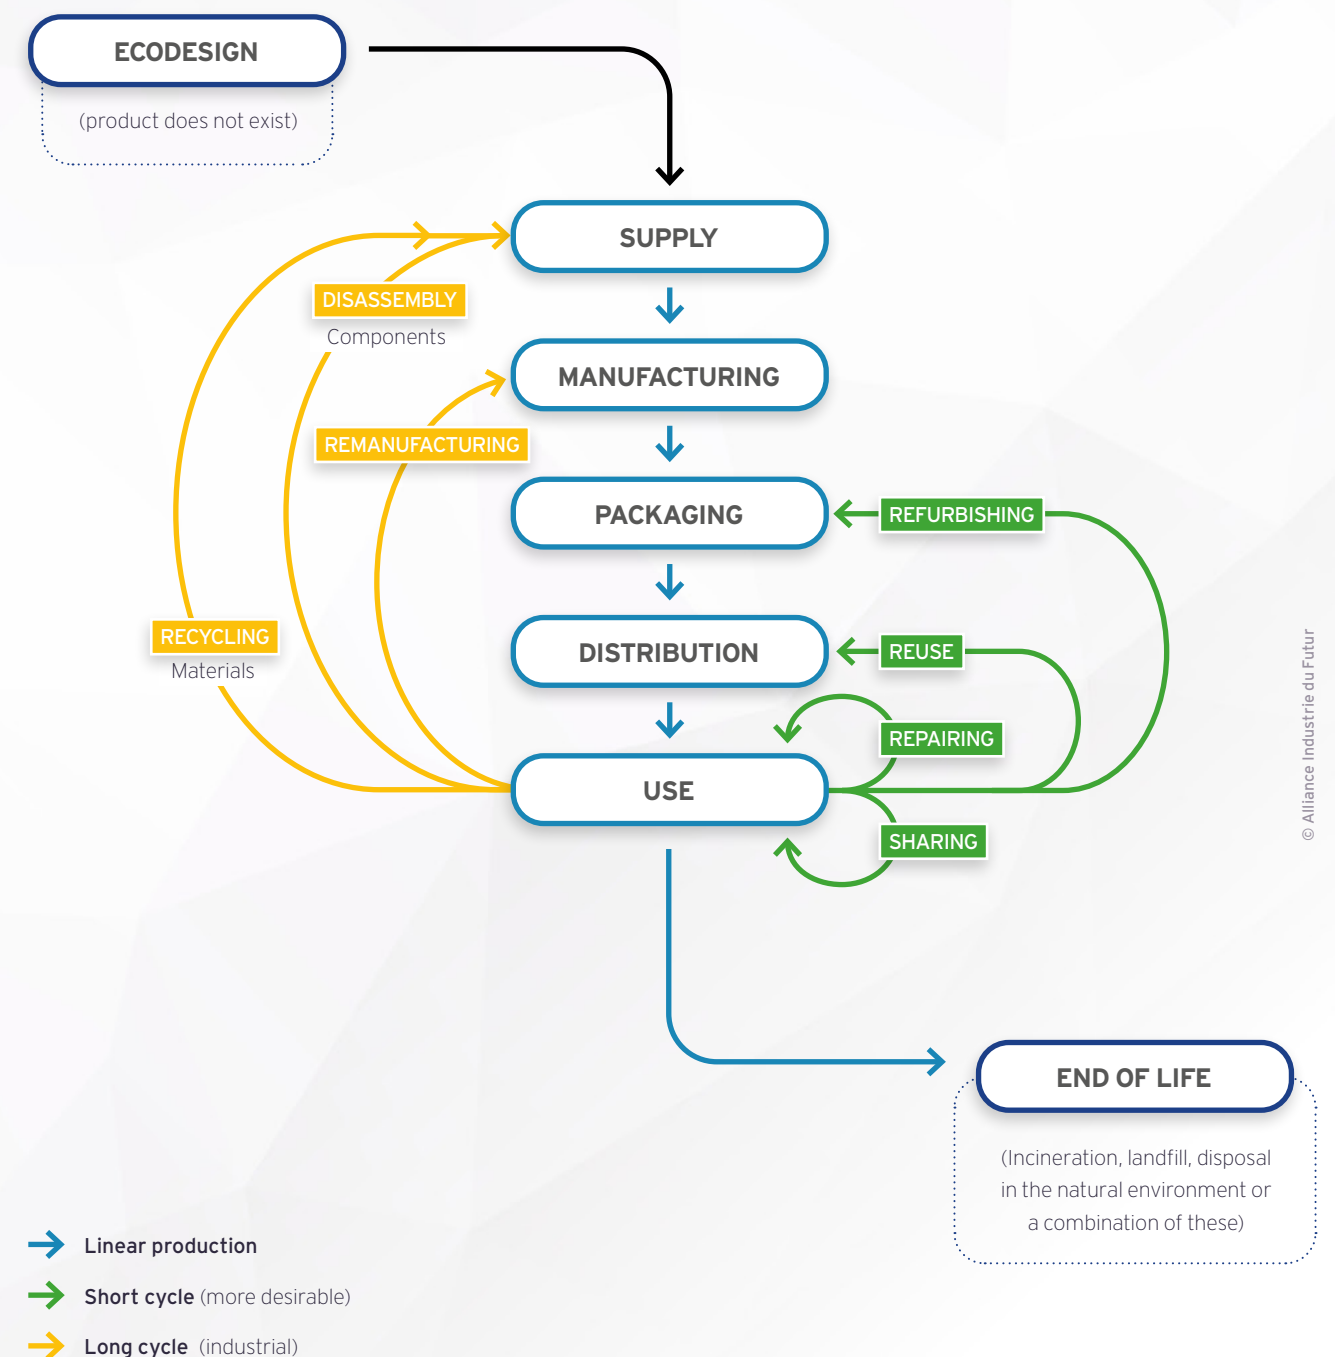 ECODESIGN
(product does not exist)
SUPPLY
DISASSEMBLY
Components
MANUFACTURING
REMANUFACTURING
PACKAGING
REFURBISHING
RECYCLING
Materials
DISTRIBUTION
REUSE
REPAIRING
USE
SHARING
© Alliance Industrie du Futur
END OF LIFE
(Incineration, landfill, disposal
in the natural environment or
a combination of these)
Linear production
Short cycle (more desirable)
Long cycle (industrial)